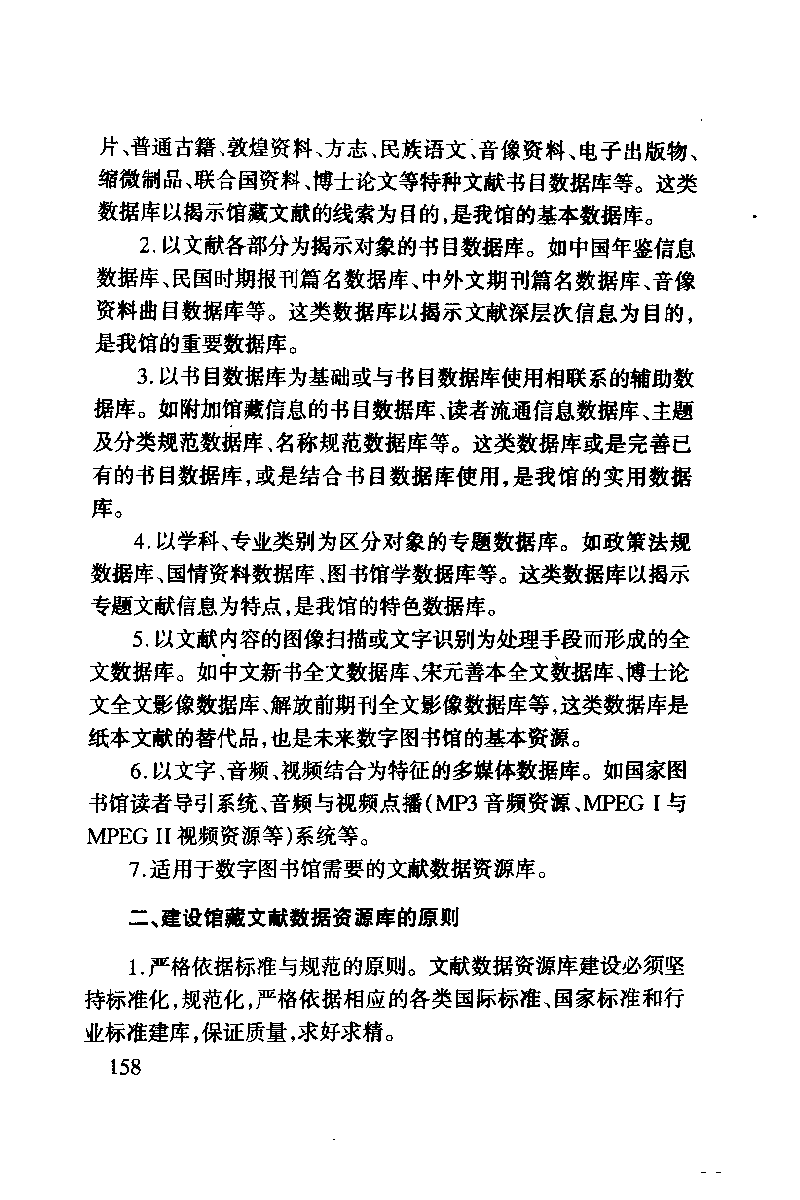 片、普通古籍、敦煌资料、方志、民族语文、音像资料、电子出版物、
缩微制品、联合国资料、博士论文等特种文献书目数据库等。这类
数据库以揭示馆藏文献的线索为目的,是我馆的基本数据库。
2.以文献各部分为揭示对象的书目数据库。如中国年鉴信息
数据库、民国时期报刊篇名数据库、中外文期刊篇名数据库、音像
资料曲目数据库等。这类数据库以揭示文献深层次信息为目的,
是我馆的重要数据库。
3.以书目数据库为基础或与书目数据库使用相联系的辅助数
据库。如附加馆藏信息的书目数据库、读者流通信息数据库、主题
及分类规范数据库、名称规范数据库等。这类数据库或是完善已
有的书目数据库,或是结合书目数据库使用,是我馆的实用数据
库。
4.以学科、专业类别为区分对象的专题数据库。如政策法规
数据库、国情资料数据库、图书馆学数据库等。这类数据库以揭示
专题文献信息为特点,是我馆的特色数据库。
5.以文献内容的图像扫描或文字识别为处理手段而形成的全
文数据库。如中文新书全文数据库、宋元善本全文数据库、博士论
文全文影像数据库、解放前期刊全文影像数据库等,这类数据库是
纸本文献的替代品,也是未来数字图书馆的基本资源。
6.以文字、音频、视频结合为特征的多媒体数据库。如国家图
书馆读者导引系统、音频与视频点播(MP3音频资源、MPEG I与
MPEG II视频资源等)系统等。
7.适用于数字图书馆需要的文献数据资源库。
二、建设馆藏文献数据资源库的原则
1.严格依据标准与规范的原则。文献数据资源库建设必须坚
持标准化,规范化,严格依据相应的各类国际标准、国家标准和行
业标准建库,保证质量,求好求精。
158